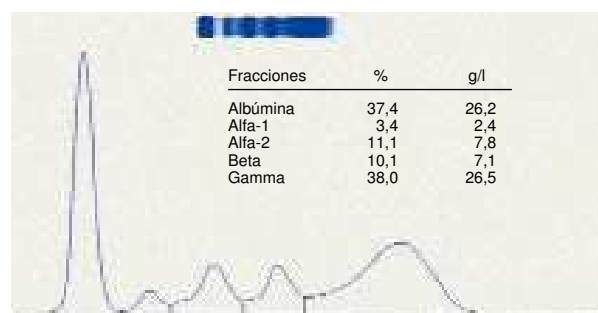 Fracciones % g/l
Albúmina 37,4 26,2
Alfa-1 3,4 2,4
Alfa-2 11,1 7,8
Beta 10,1 7,1
Gamma 38,0 26,5